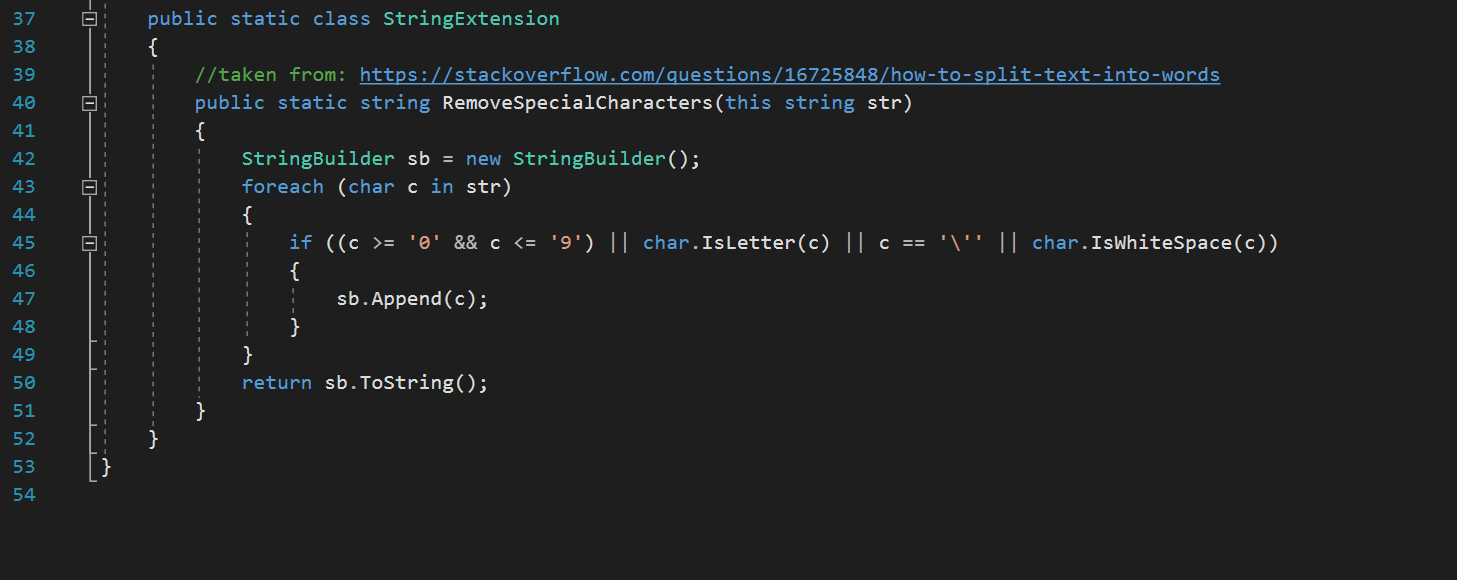 37 public static class StringExtension
38 {
39 //taken from: https://stackoverflow.com/questions/16725848/how-to-split-text-into-words
40 public static string RemoveSpecialCharacters(this string str)
41 {
42 StringBuilder sb = new StringBuilder();
43 foreach (char c in str)
44 {
45 if ((c >= '0' && c <= '9') || char.IsLetter(c) || c == '\'' || char.IsWhiteSpace(c))
46 {
47 sb.Append(c);
48 }
49 }
50 return sb.ToString();
51 }
52 }
53 }
54